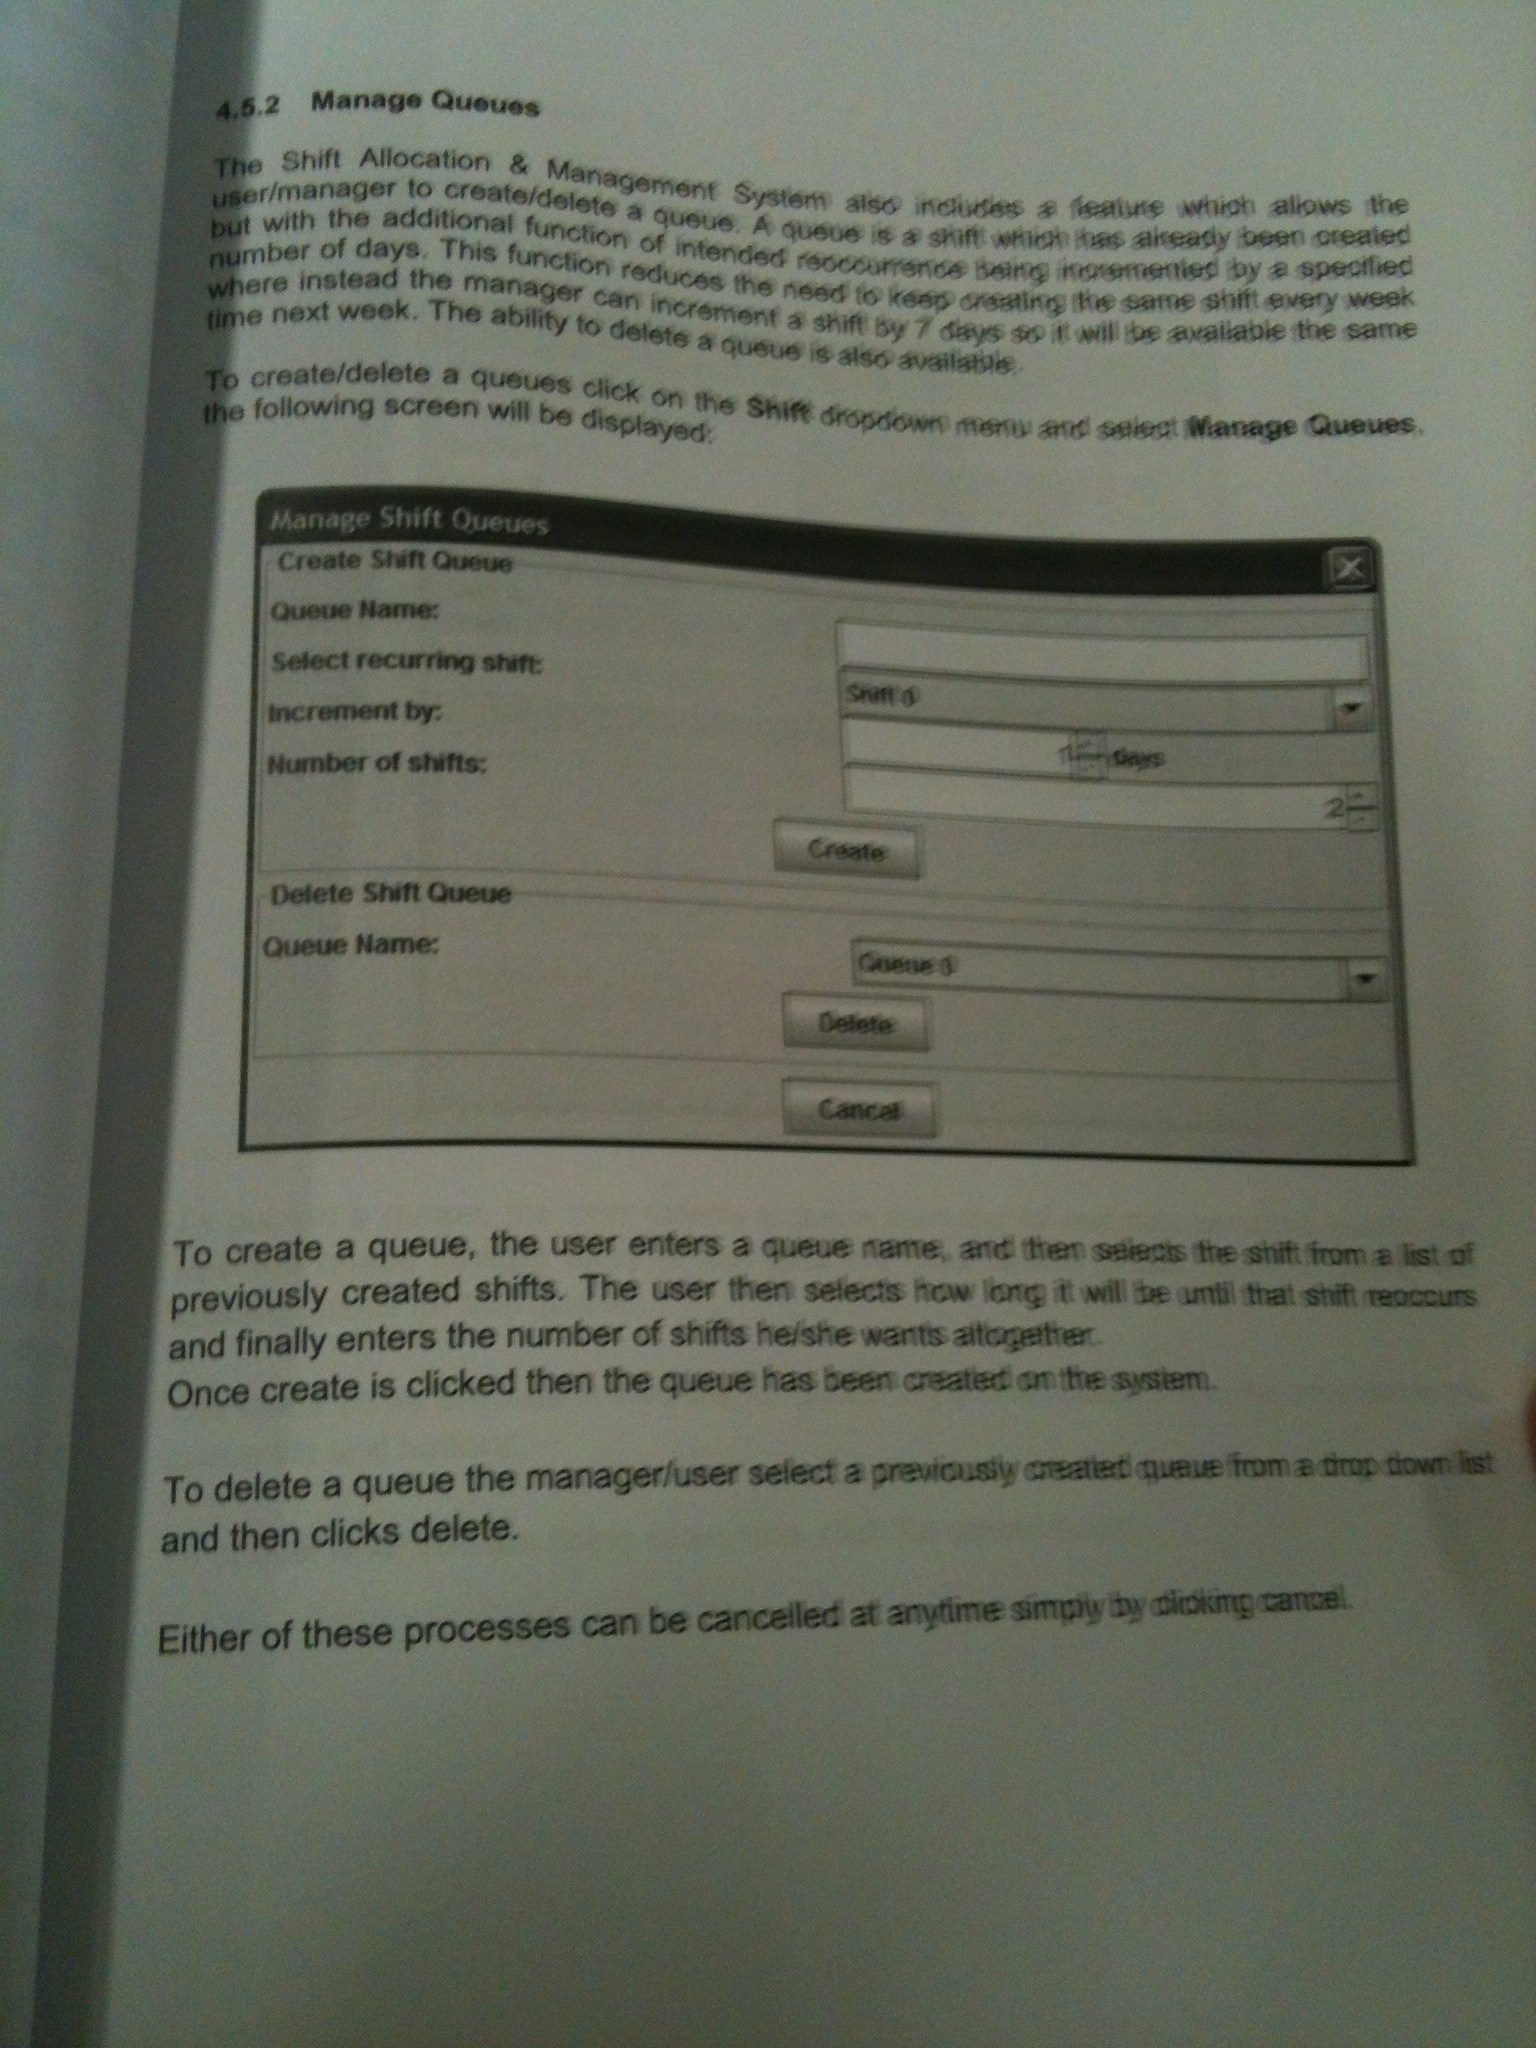 4.5.2 Manage Queues
The Shift Allocation & Management System also includes a feature which allows the
user/manager to create/delete a queue. A queue is a shift which has already been created
but with the additional function of intended reoccurrence being incremented by a specified
number of days. This function reduces the need to keep creating the same shift every week
where instead the manager can increment a shift by 7 days so it will be available the same
time next week. The ability to delete a queue is also available.
To create/delete a queues click on the Shift dropdown menu and select Manage Queues,
the following screen will be displayed:
Manage Shift Queues
Create Shift Queue
Queue Name:
Select recurring shift: Shift
Increment by: days
Number of shifts: 2
Create
Delete Shift Queue
Queue Name: Queue
Delete
Cancel
To create a queue, the user enters a queue name, and then selects the shift from a list of
previously created shifts. The user then selects how long it will be until that shift reoccurs
and finally enters the number of shifts he/she wants altogether.
Once create is clicked then the queue has been created on the system.
To delete a queue the manager/user select a previously created queue from a drop down list
and then clicks delete.
Either of these processes can be cancelled at anytime simply by clicking cancel.